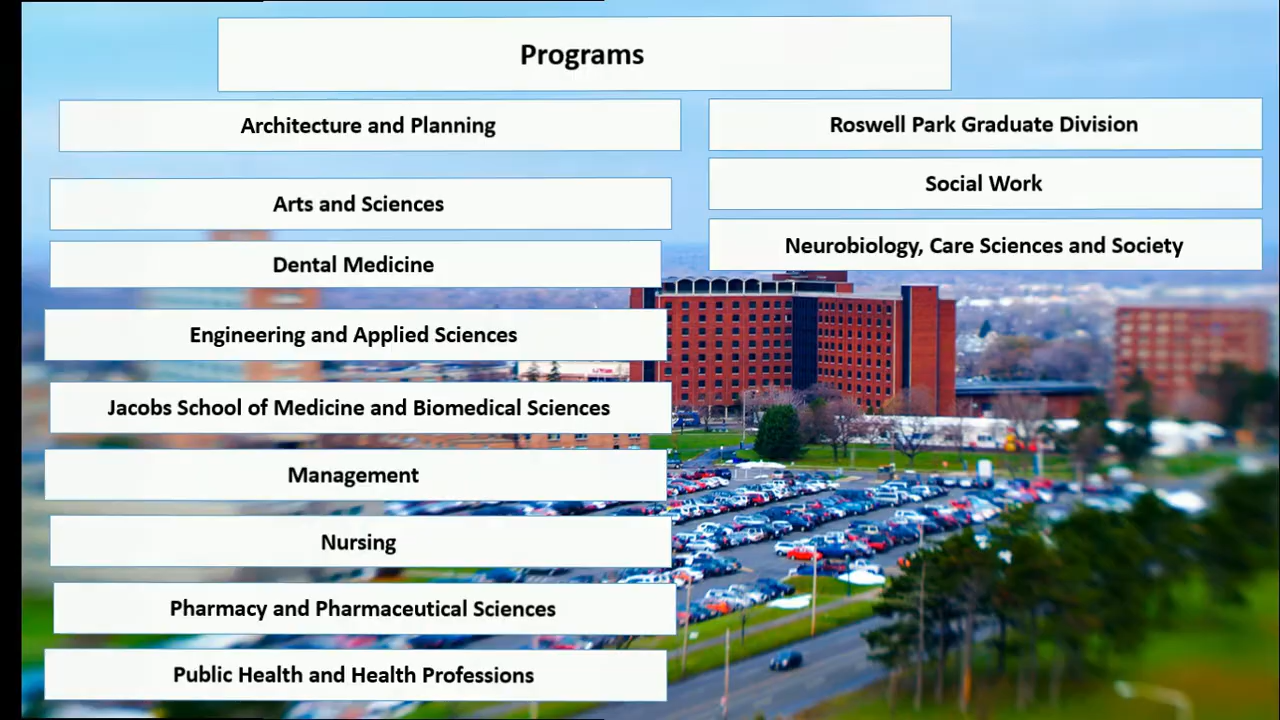 Programs
Architecture and Planning
Arts and Sciences
Dental Medicine
Engineering and Applied Sciences
Jacobs School of Medicine and Biomedical Sciences
Management
Nursing
Pharmacy and Pharmaceutical Sciences
Public Health and Health Professions
Roswell Park Graduate Division
Social Work
Neurobiology, Care Sciences and Society